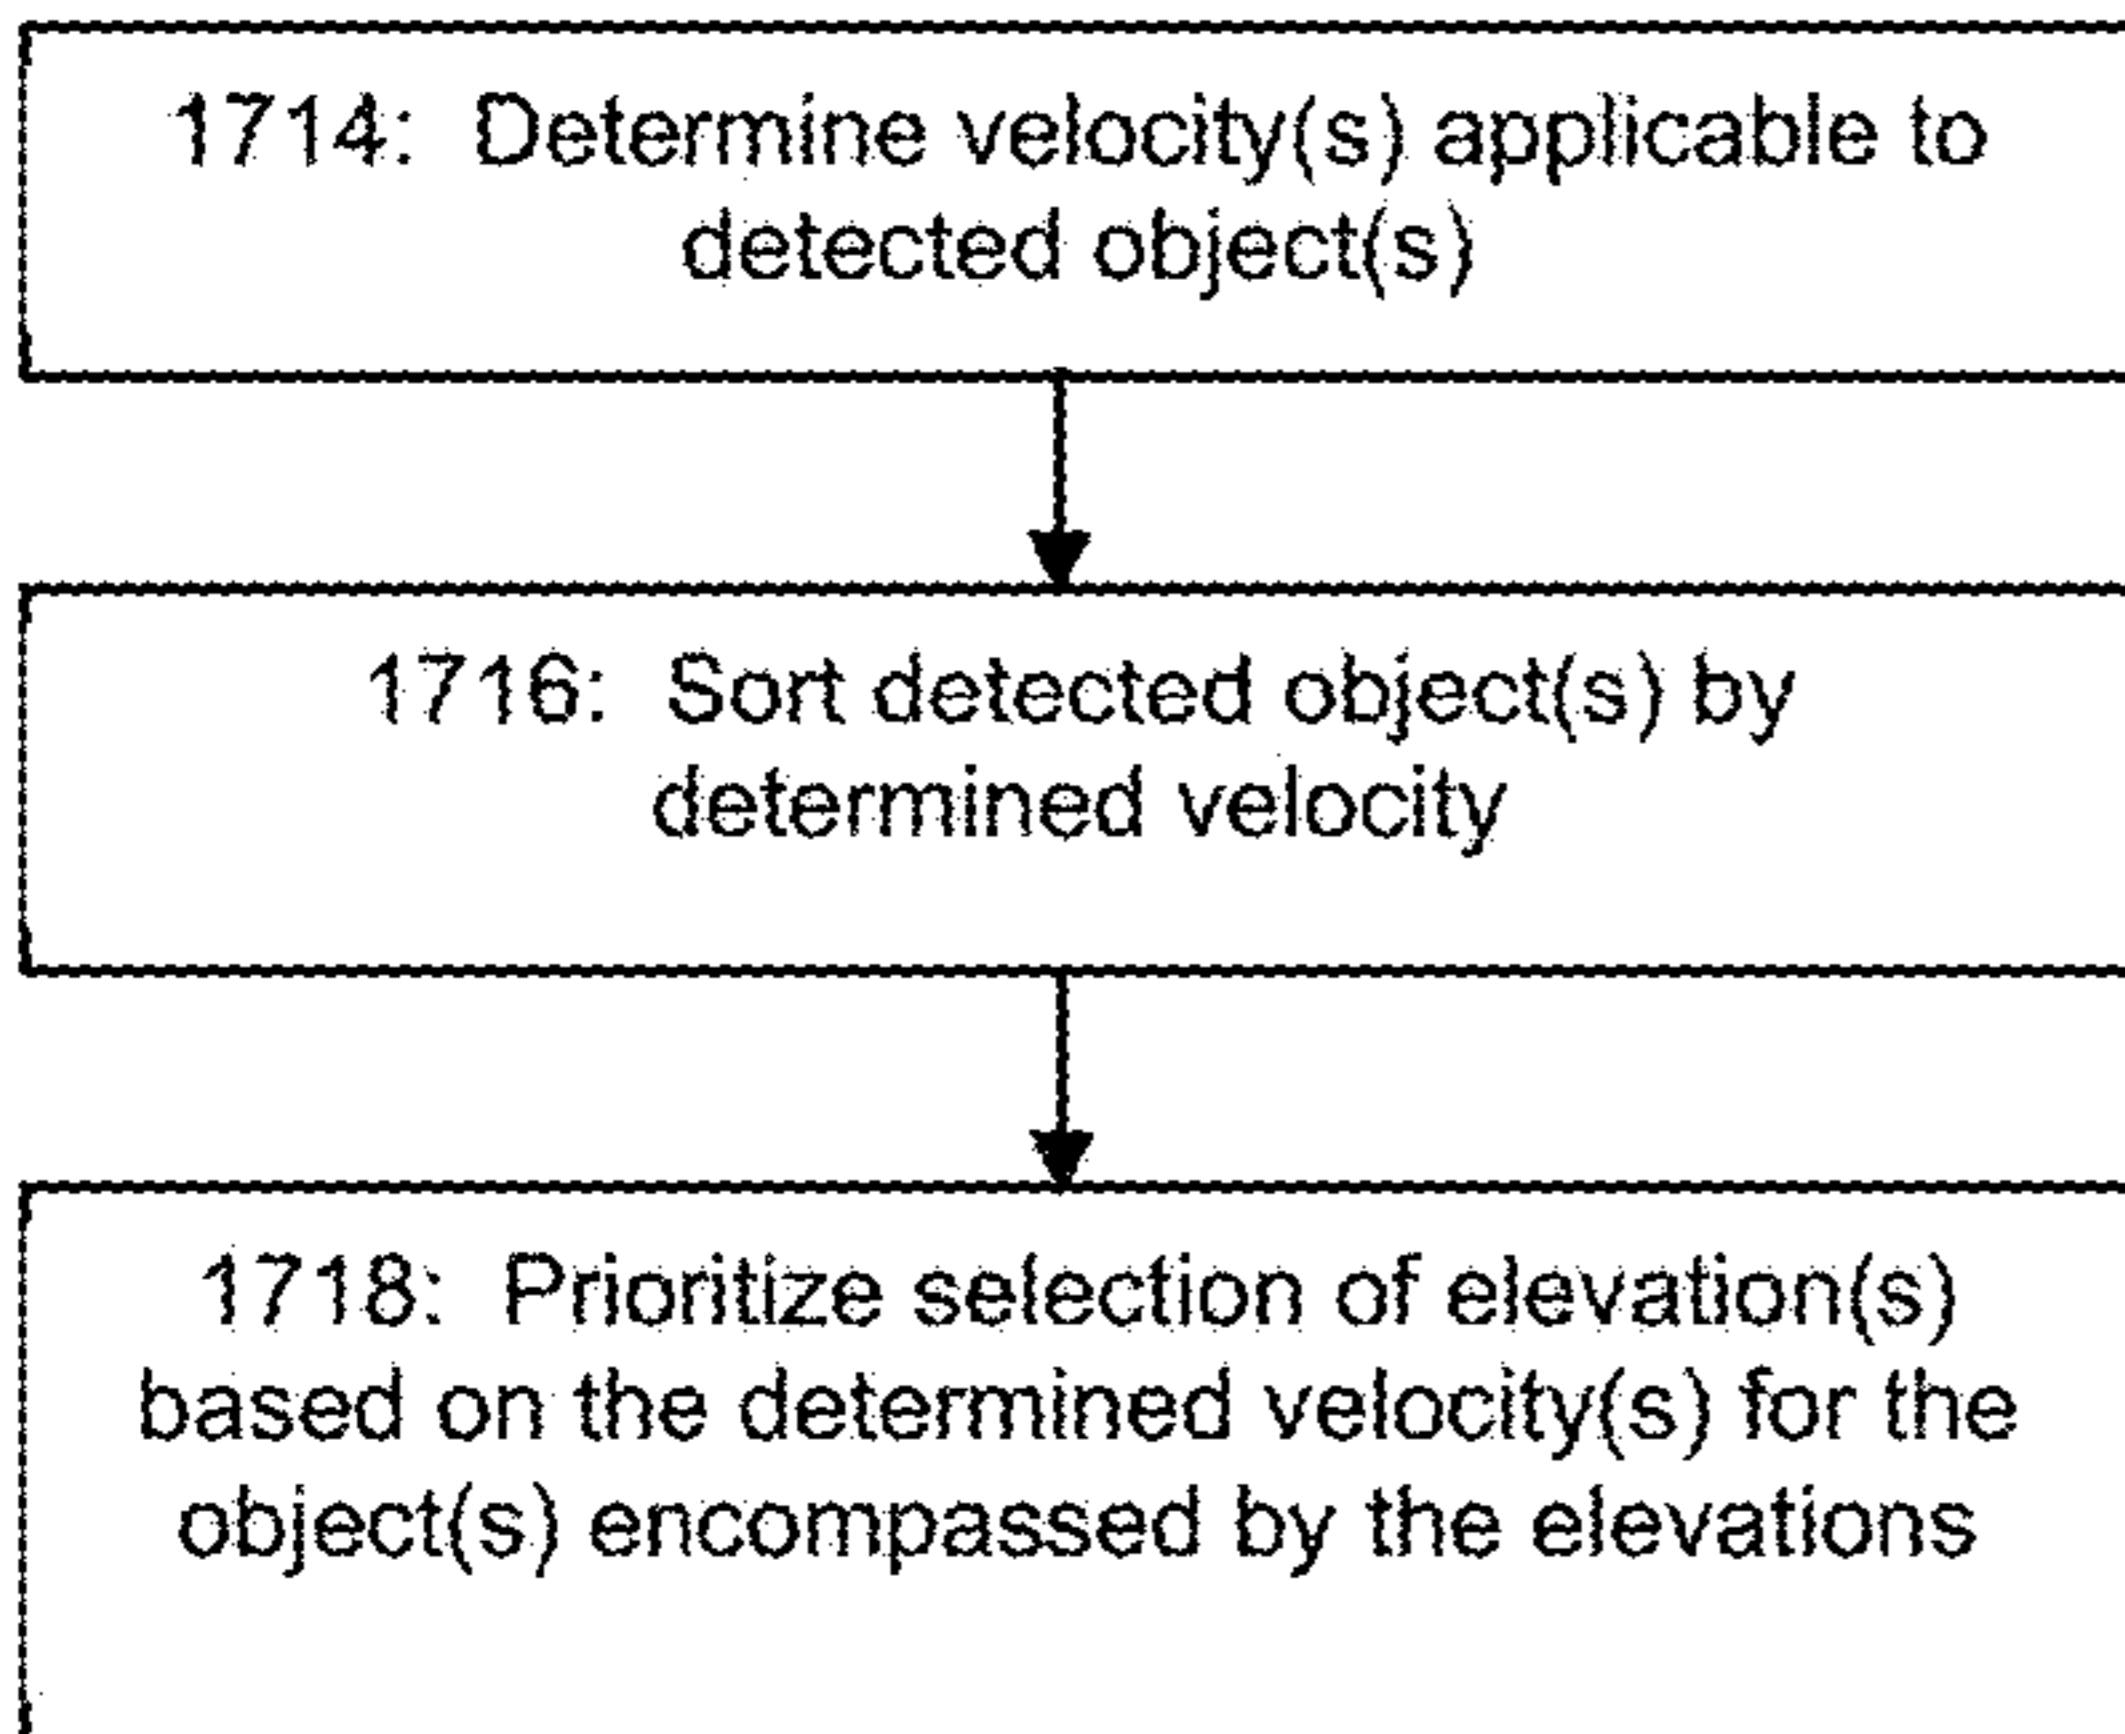 1714: Determine velocity(s) applicable to
detected object(s)
1716: Sort detected object(s) by
determined velocity
1718: Prioritize selection of elevation(s)
based on the determined velocity(s) for the
object(s) encompassed by the elevations